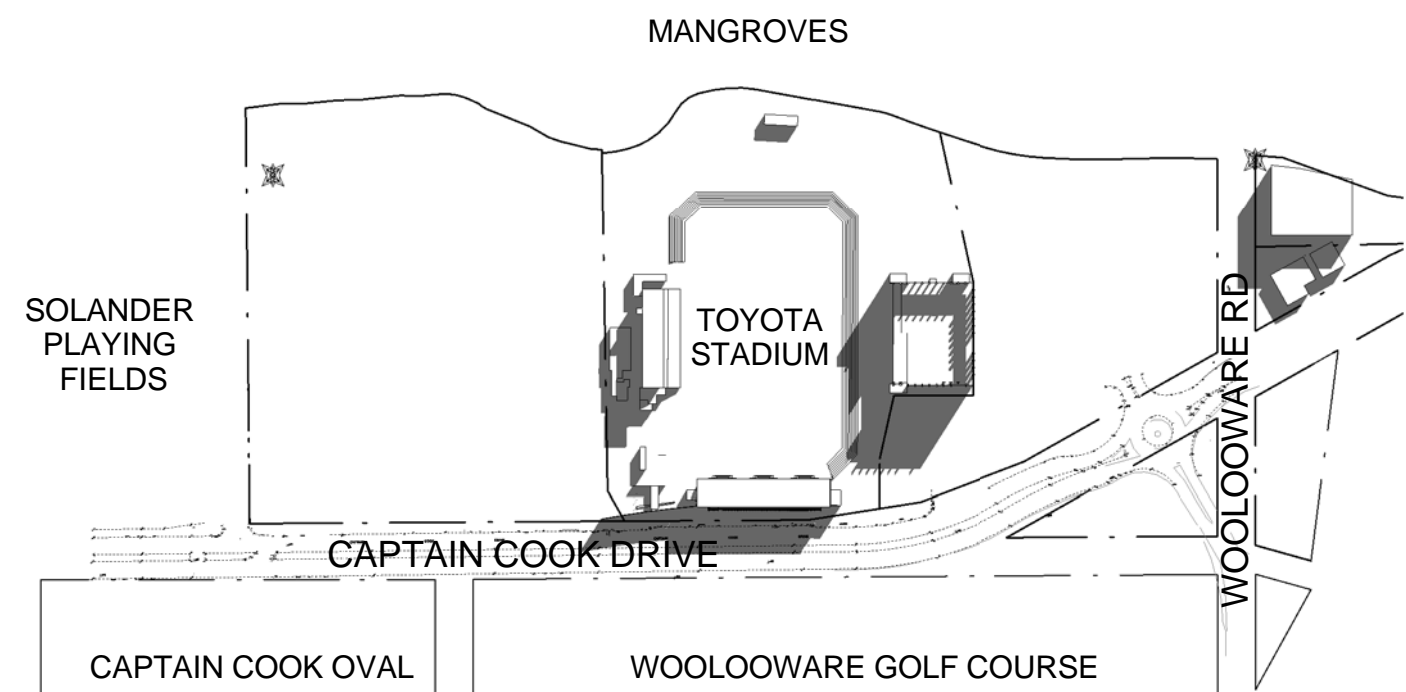 MANGROVES
SOLANDER
PLAYING
FIELDS
TOYOTA
STADIUM
WOOLOOWARE RD
CAPTAIN COOK DRIVE
CAPTAIN COOK OVAL
WOOLOOWARE GOLF COURSE